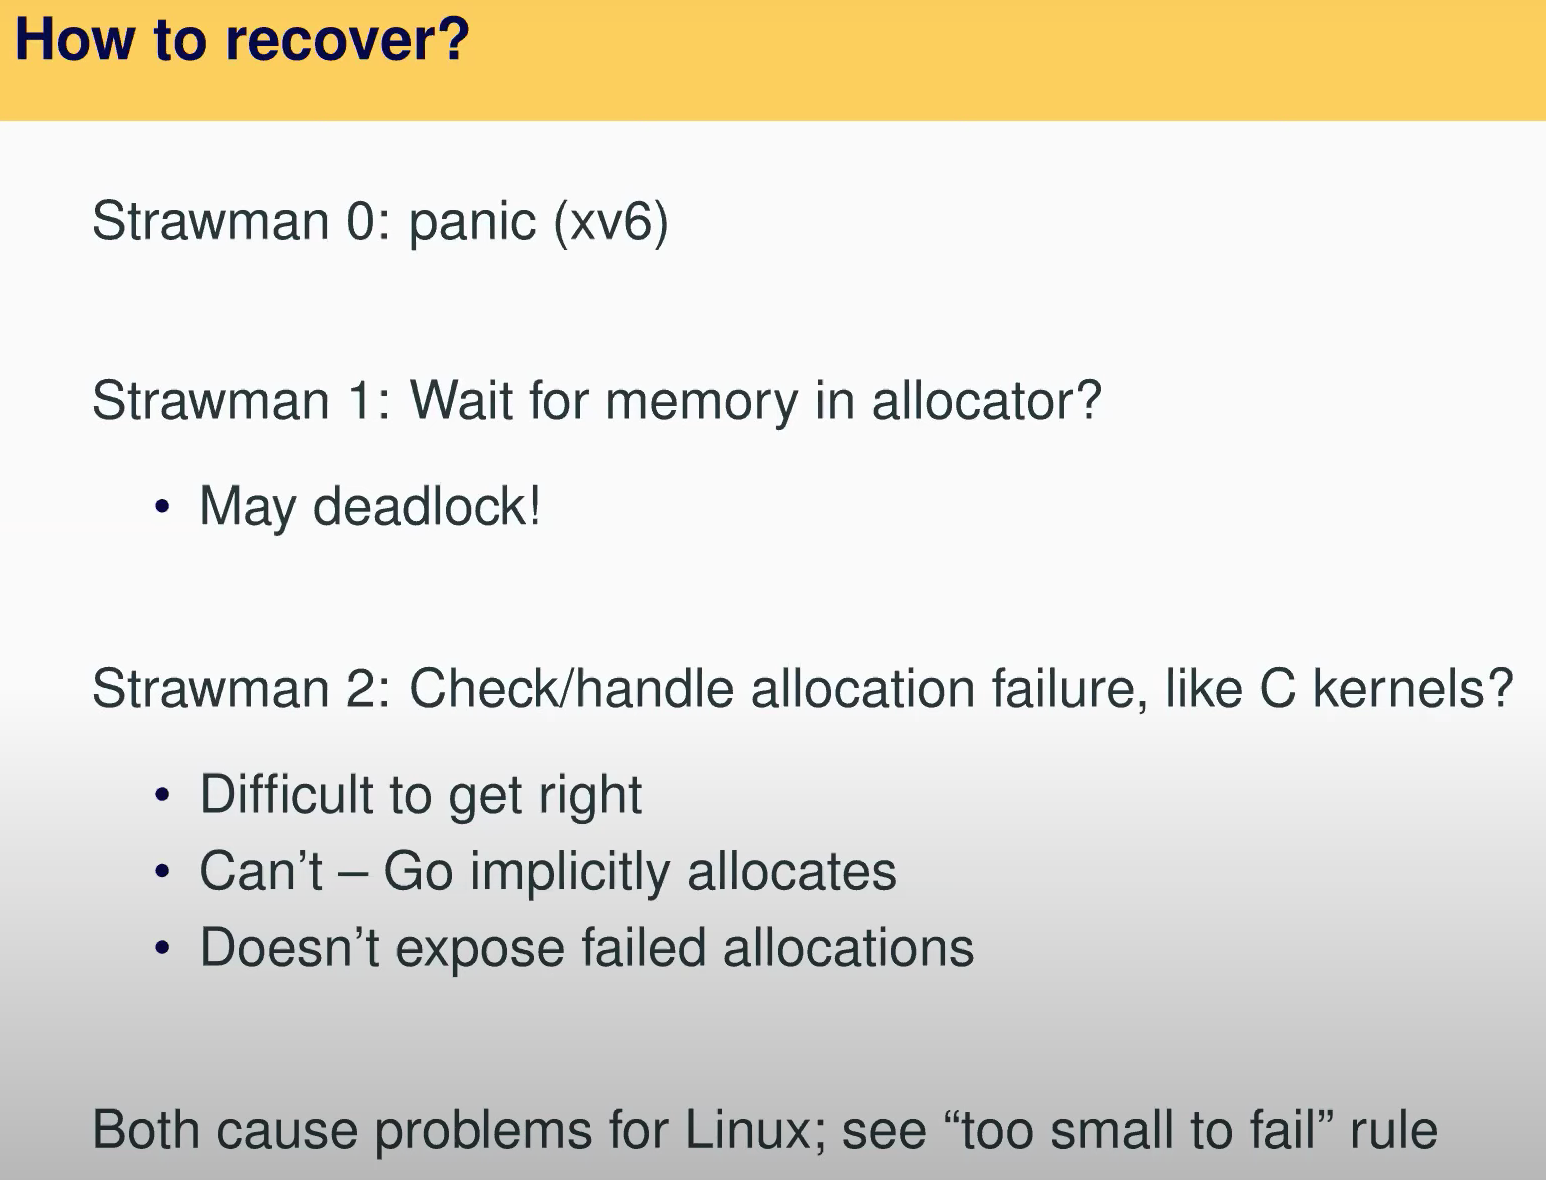 How to recover?
Strawman 0: panic (xv6)
Strawman 1: Wait for memory in allocator?
• May deadlock!
Strawman 2: Check/handle allocation failure, like C kernels?
• Difficult to get right
• Can’t – Go implicitly allocates
• Doesn’t expose failed allocations
Both cause problems for Linux; see “too small to fail” rule